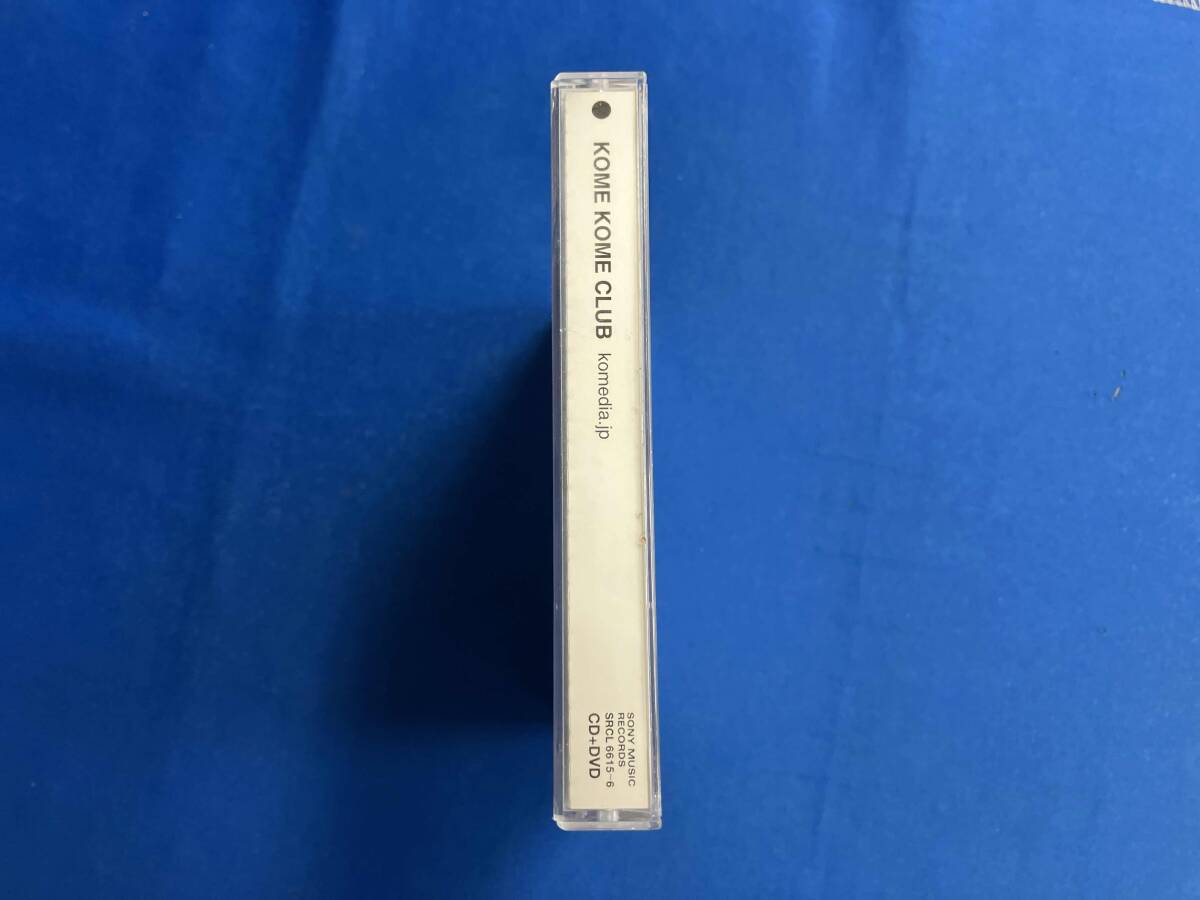 KOME KOME CLUB komedia.jp
SONY MUSIC
RECORDS
SRCL 6615~6
CD+DVD